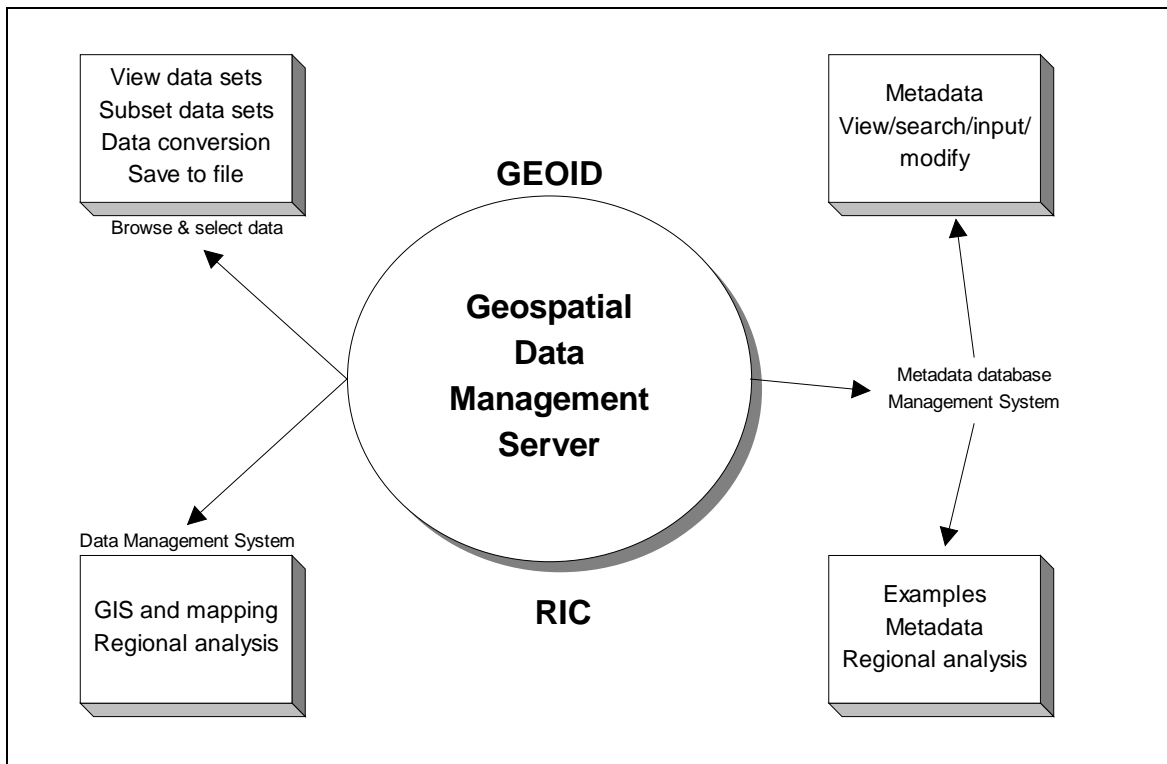 View data sets
Subset data sets
Data conversion
Save to file
Browse & select data
GEOID
Geospatial
Data
Management
Server
RIC
Metadata
View/search/input/
modify
Metadata database
Management System
Data Management System
GIS and mapping
Regional analysis
Examples
Metadata
Regional analysis